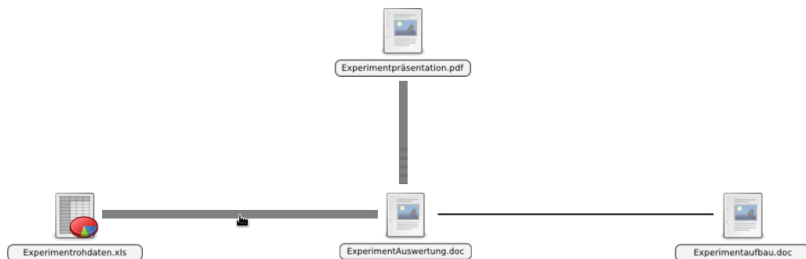 Experimentpräsentation.pdf
Experimentrohdaten.xls
ExperimentAuswertung.doc
Experimentaufbau.doc